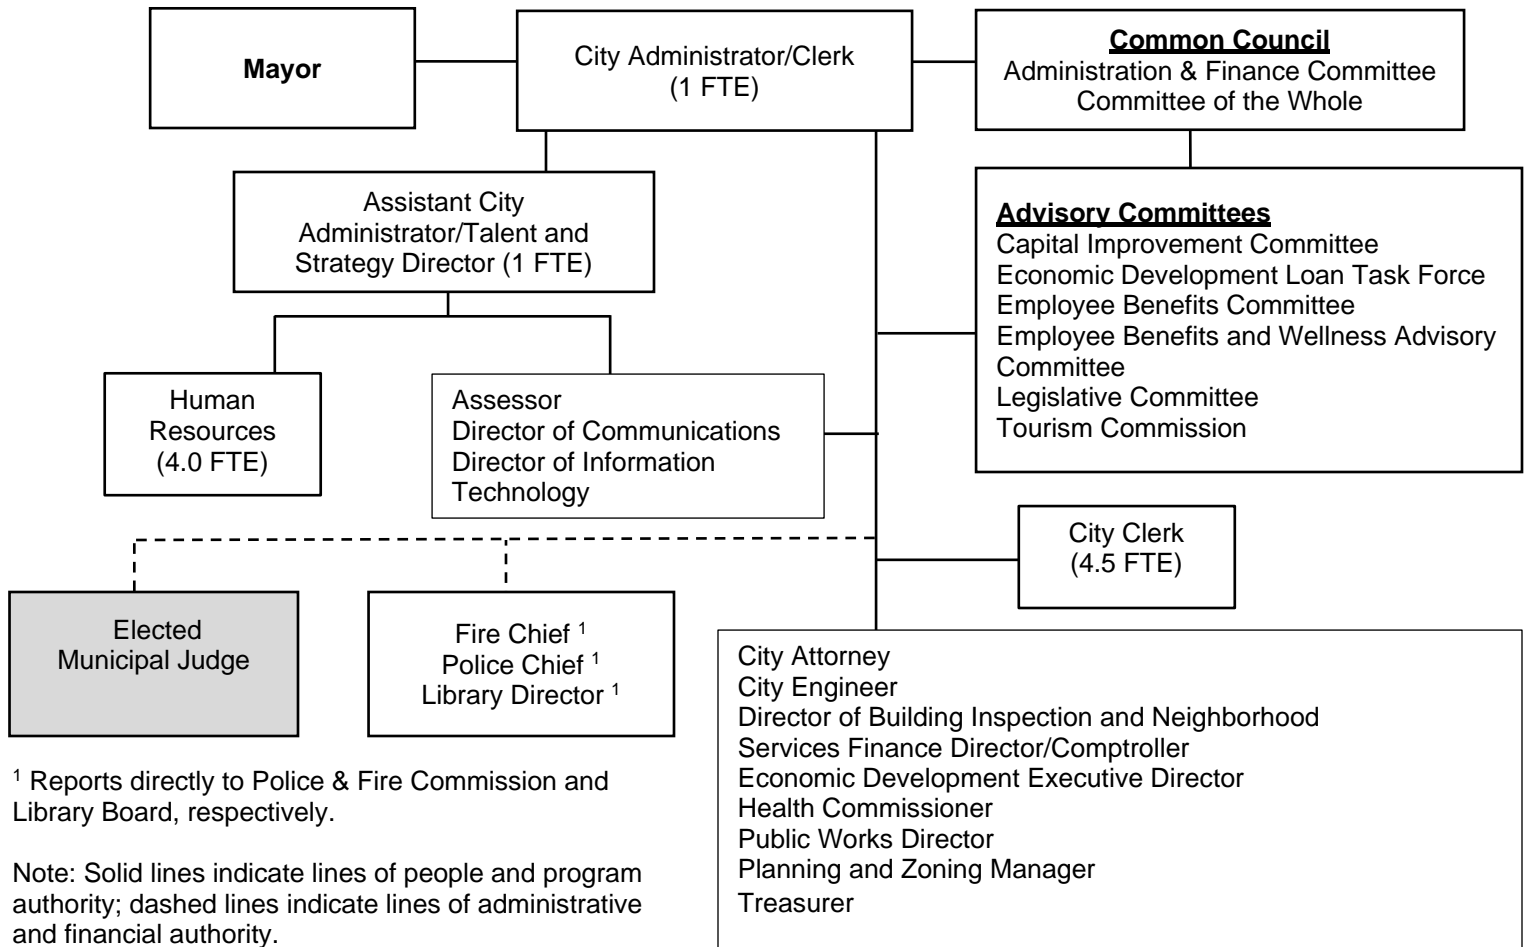 Mayor
City Administrator/Clerk
(1 FTE)
Common Council
Administration & Finance Committee
Committee of the Whole
Assistant City
Administrator/Talent and
Strategy Director (1 FTE)
Advisory Committees
Capital Improvement Committee
Economic Development Loan Task Force
Employee Benefits Committee
Employee Benefits and Wellness Advisory
Committee
Legislative Committee
Tourism Commission
Human
Resources
(4.0 FTE)
Assessor
Director of Communications
Director of Information
Technology
City Clerk
(4.5 FTE)
Elected
Municipal Judge
Fire Chief ¹
Police Chief ¹
Library Director ¹
City Attorney
City Engineer
Director of Building Inspection and Neighborhood
Services Finance Director/Comptroller
Economic Development Executive Director
Health Commissioner
Public Works Director
Planning and Zoning Manager
Treasurer
¹ Reports directly to Police & Fire Commission and
Library Board, respectively.
Note: Solid lines indicate lines of people and program
authority; dashed lines indicate lines of administrative
and financial authority.